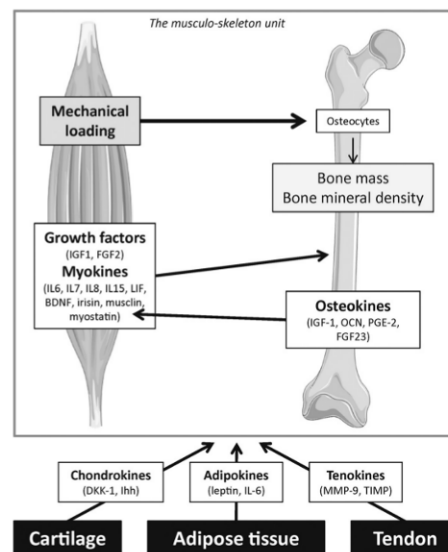 The musculo-skeleton unit
Mechanical
loading
Osteocytes
Bone mass
Bone mineral density
Growth factors
(IGF1, FGF2)
Myokines
(IL6, IL7, IL8, IL15, LIF,
BDNF, irisin, musclin,
myostatin)
Osteokines
(IGF-1, OCN, PGE-2,
FGF23)
Chondrokines
(DKK-1, Ihh)
Adipokines
(leptin, IL-6)
Tenokines
(MMP-9, TIMP)
Cartilage
Adipose tissue
Tendon